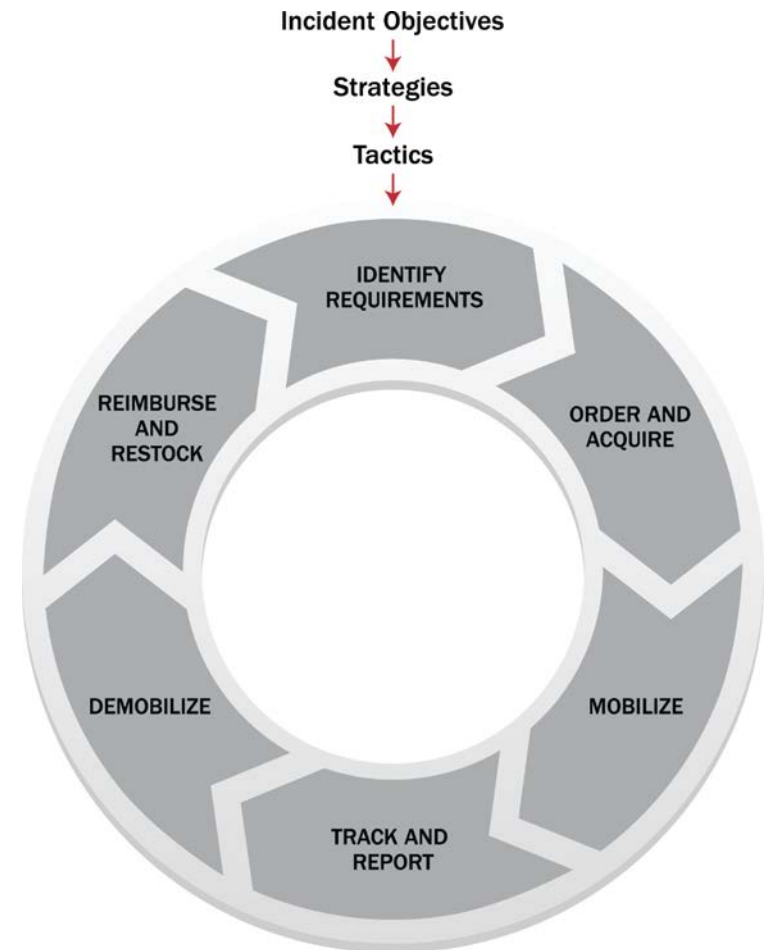 Incident Objectives
Strategies
Tactics
IDENTIFY
REQUIREMENTS
ORDER AND
ACQUIRE
MOBILIZE
TRACK AND
REPORT
DEMOBILIZE
REIMBURSE
AND
RESTOCK